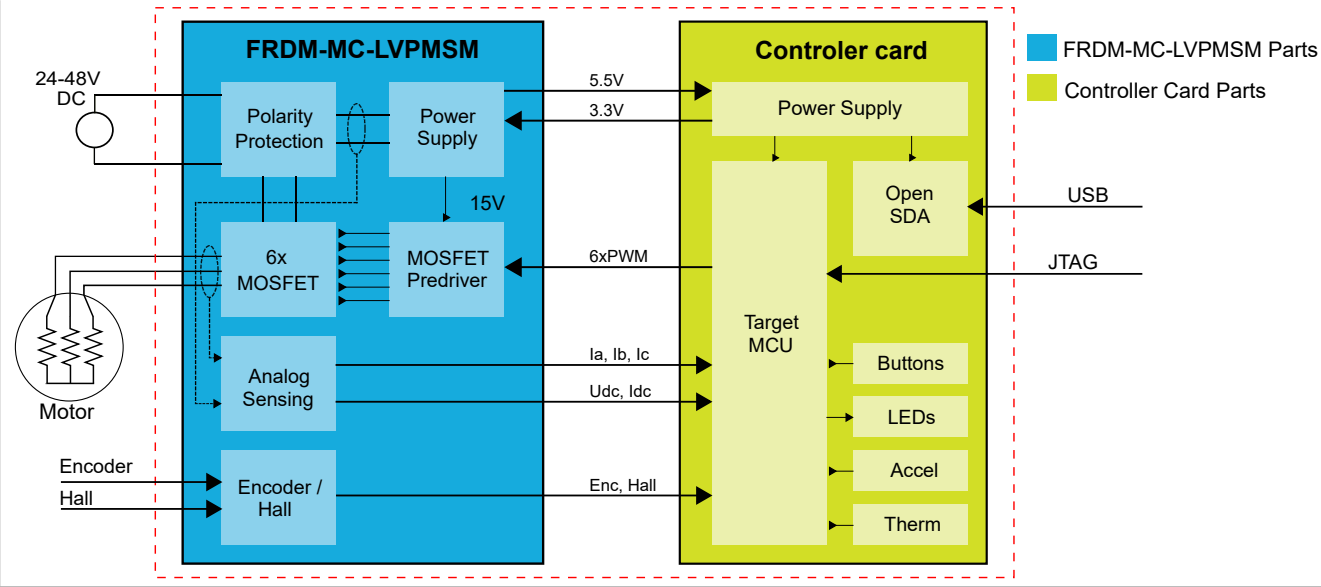 FRDM-MC-LVPMSM
Controler card
FRDM-MC-LVPMSM Parts
Controller Card Parts
24-48V
DC
Polarity
Protection
Power
Supply
5.5V
3.3V
Power Supply
15V
Open
SDA
USB
6x
MOSFET
MOSFET
Predriver
6xPWM
JTAG
Target
MCU
Motor
Analog
Sensing
Ia, Ib, Ic
Udc, Idc
Buttons
LEDs
Accel
Therm
Encoder
Hall
Encoder /
Hall
Enc, Hall